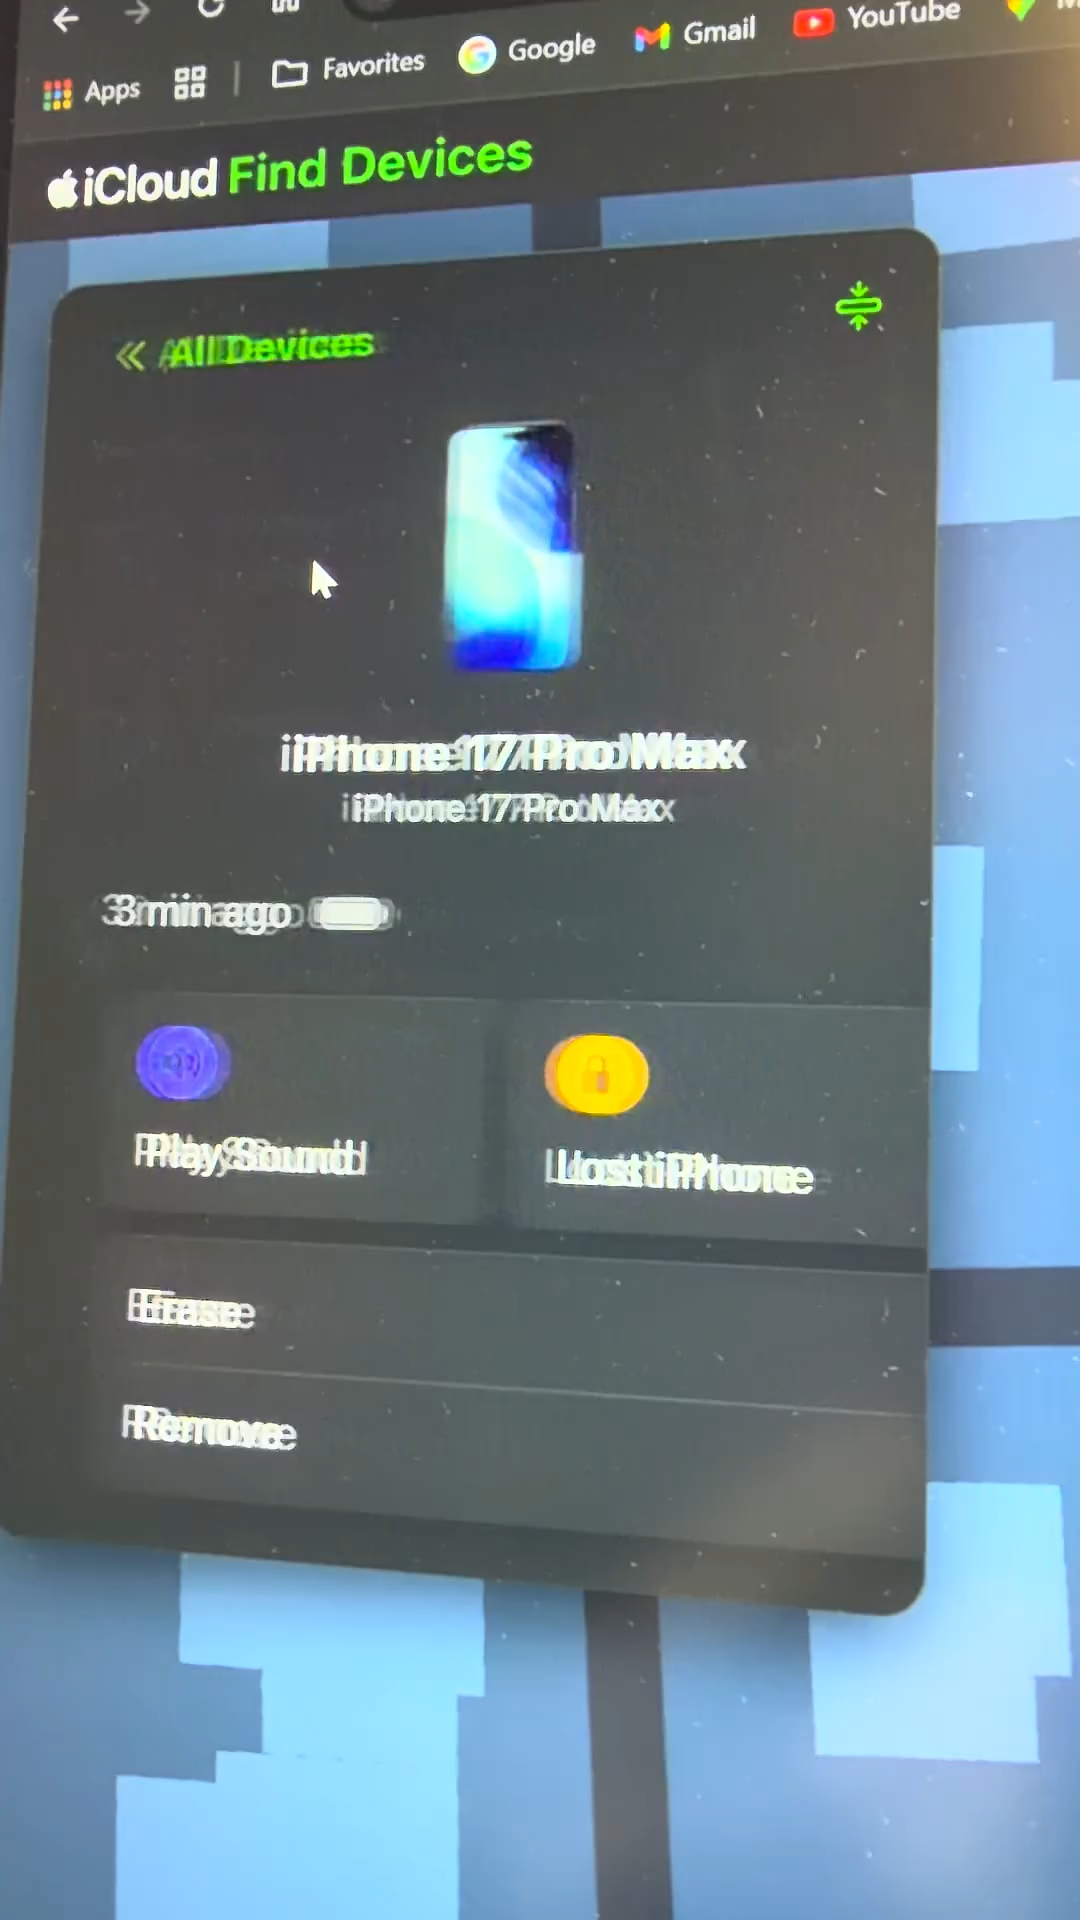 Apps Favorites Google Gmail YouTube
iCloud Find Devices
All Devices
iPhone 17 Pro Max
iPhone 17 Pro Max
3 min ago
Play Sound
Lost iPhone
Erase
Remove